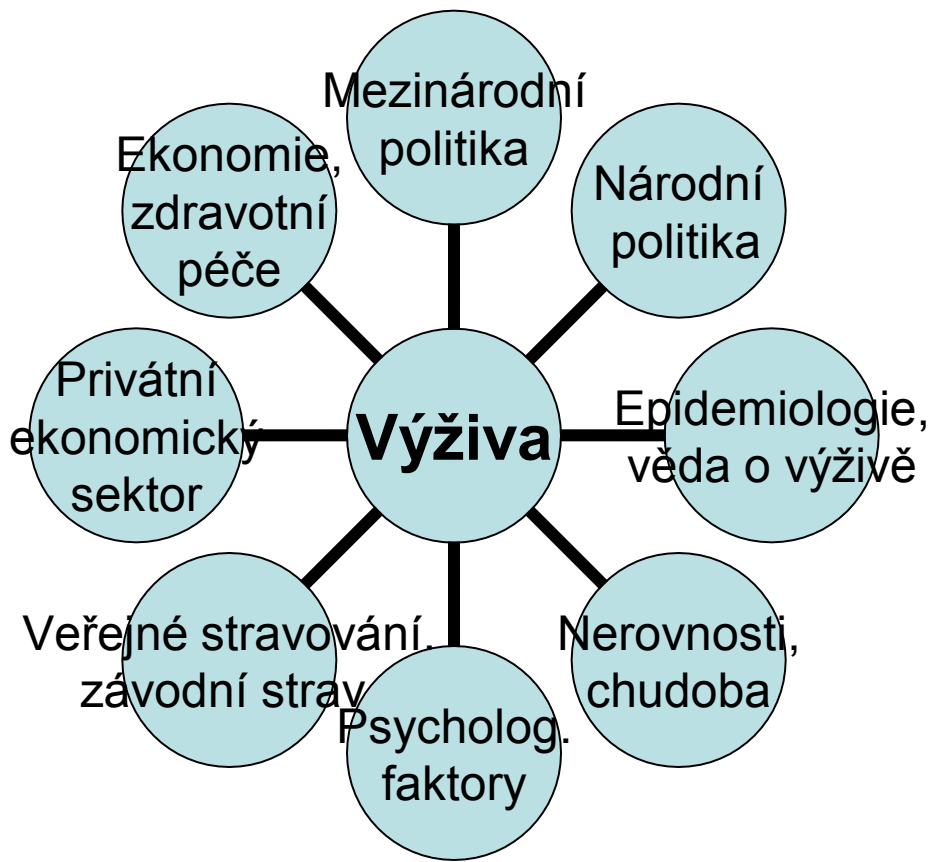 Mezinárodní
politika
Ekonomie,
zdravotní
péče
Národní
politika
Privátní
ekonomický
sektor
Výživa
Epidemiologie,
věda o výživě
Veřejné stravování,
závodní strav.
Nerovnosti,
chudoba
Psycholog.
faktory